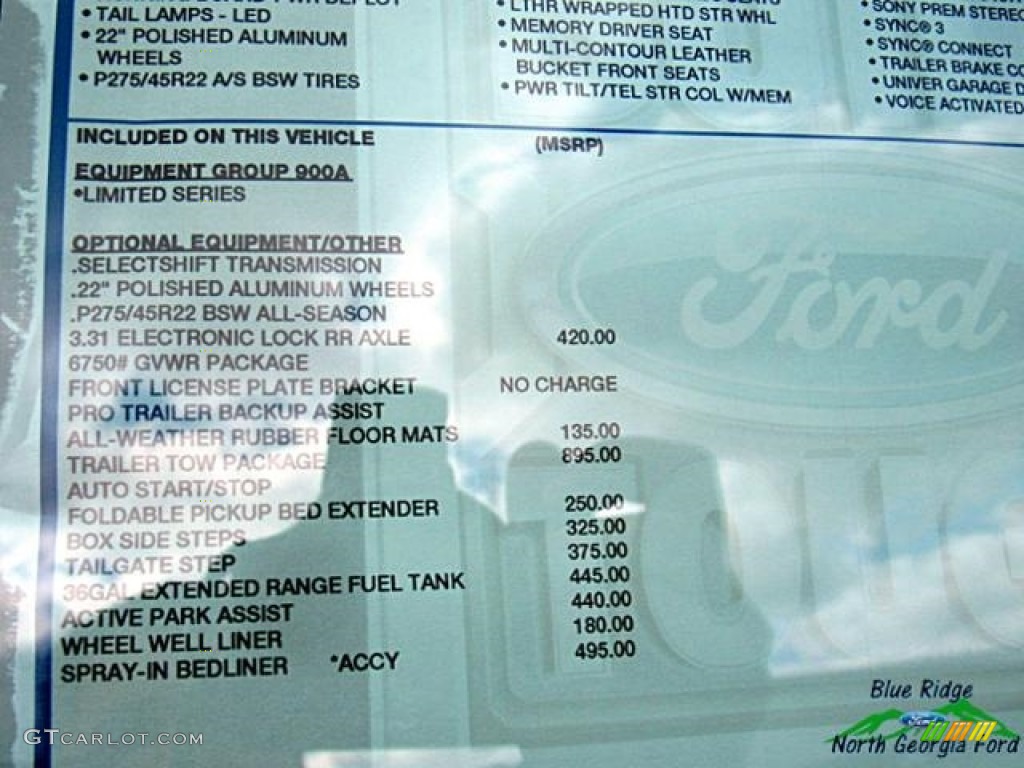 • TAIL LAMPS - LED
• 22" POLISHED ALUMINUM
WHEELS
• P275/45R22 A/S BSW TIRES
• LTHR WRAPPED HTD STR WHL
• MEMORY DRIVER SEAT
• MULTI-CONTOUR LEATHER
BUCKET FRONT SEATS
• PWR TILT/TEL STR COL W/MEM
• SONY PREM STEREO
• SYNC® 3
• SYNC® CONNECT
• TRAILER BRAKE
• UNIVER GARAGE
• VOICE ACTIVATED
INCLUDED ON THIS VEHICLE (MSRP)
EQUIPMENT GROUP 900A
•LIMITED SERIES
OPTIONAL EQUIPMENT/OTHER
.SELECTSHIFT TRANSMISSION
.22" POLISHED ALUMINUM WHEELS
.P275/45R22 BSW ALL-SEASON
3.31 ELECTRONIC LOCK RR AXLE 420.00
6750# GVWR PACKAGE
FRONT LICENSE PLATE BRACKET NO CHARGE
PRO TRAILER BACKUP ASSIST
ALL-WEATHER RUBBER FLOOR MATS 135.00
TRAILER TOW PACKAGE 895.00
AUTO START/STOP
FOLDABLE PICKUP BED EXTENDER 250.00
BOX SIDE STEPS 325.00
TAILGATE STEP 375.00
36GAL EXTENDED RANGE FUEL TANK 445.00
ACTIVE PARK ASSIST 440.00
WHEEL WELL LINER 180.00
SPRAY-IN BEDLINER *ACCY 495.00
Ford
Blue Ridge
Ford
North Georgia Ford
GTCARLOT.COM